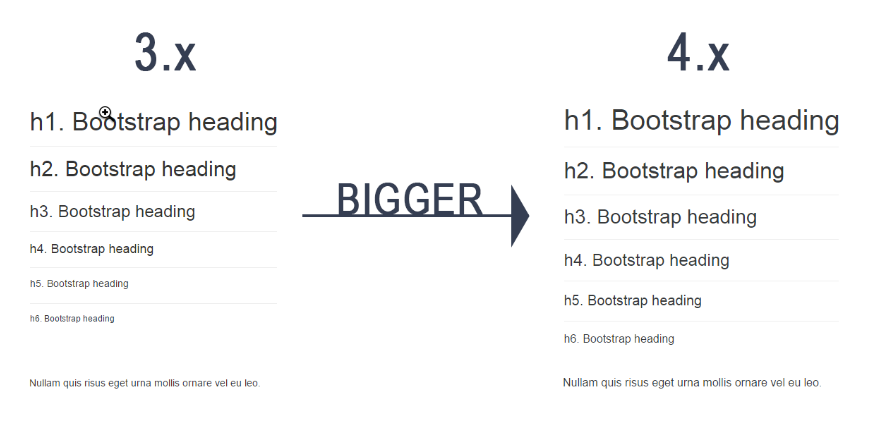 3.x
h1. Bootstrap heading
h2. Bootstrap heading
h3. Bootstrap heading
h4. Bootstrap heading
h5. Bootstrap heading
h6. Bootstrap heading
Nullam quis risus eget urna mollis ornare vel eu leo.
BIGGER
4.x
h1. Bootstrap heading
h2. Bootstrap heading
h3. Bootstrap heading
h4. Bootstrap heading
h5. Bootstrap heading
h6. Bootstrap heading
Nullam quis risus eget urna mollis ornare vel eu leo.